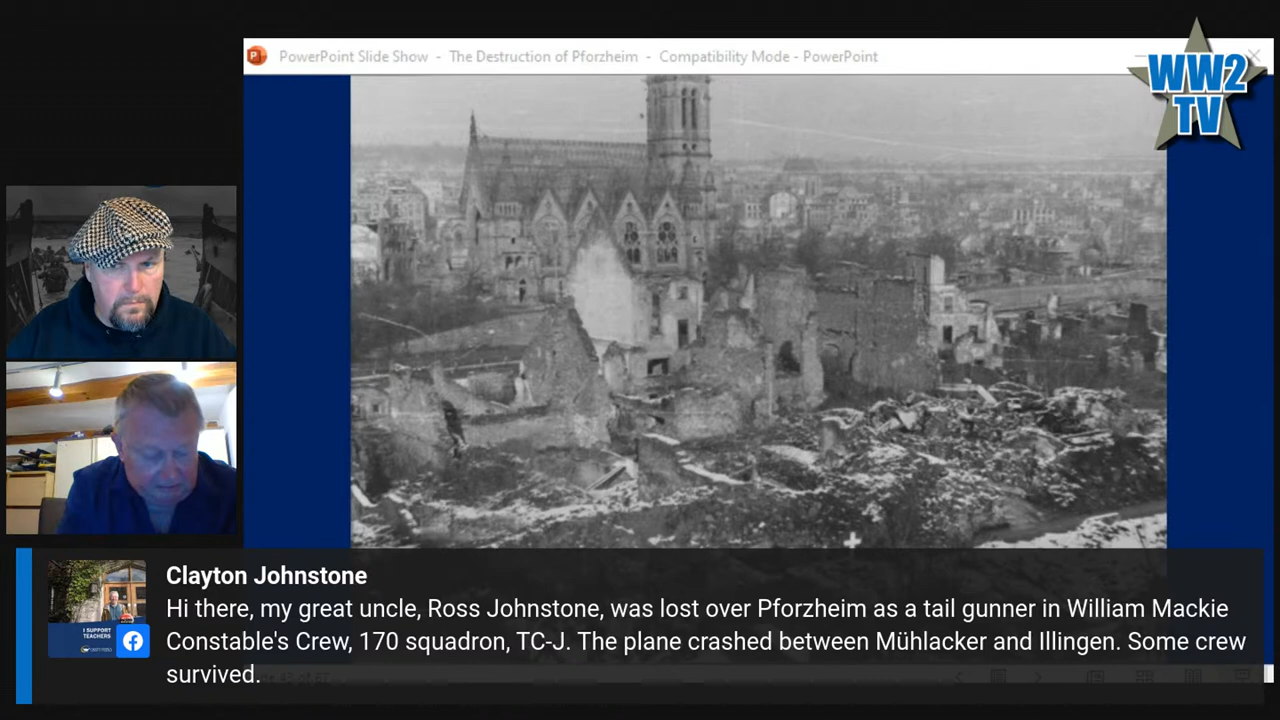 PowerPoint Slide Show - The Destruction of Pforzheim - Compatibility Mode - PowerPoint
WW2
TV
Clayton Johnstone
Hi there, my great uncle, Ross Johnstone, was lost over Pforzheim as a tail gunner in William Mackie
Constable's Crew, 170 squadron, TC-J. The plane crashed between Mühlacker and Illingen. Some crew
survived.
I SUPPORT
TEACHERS